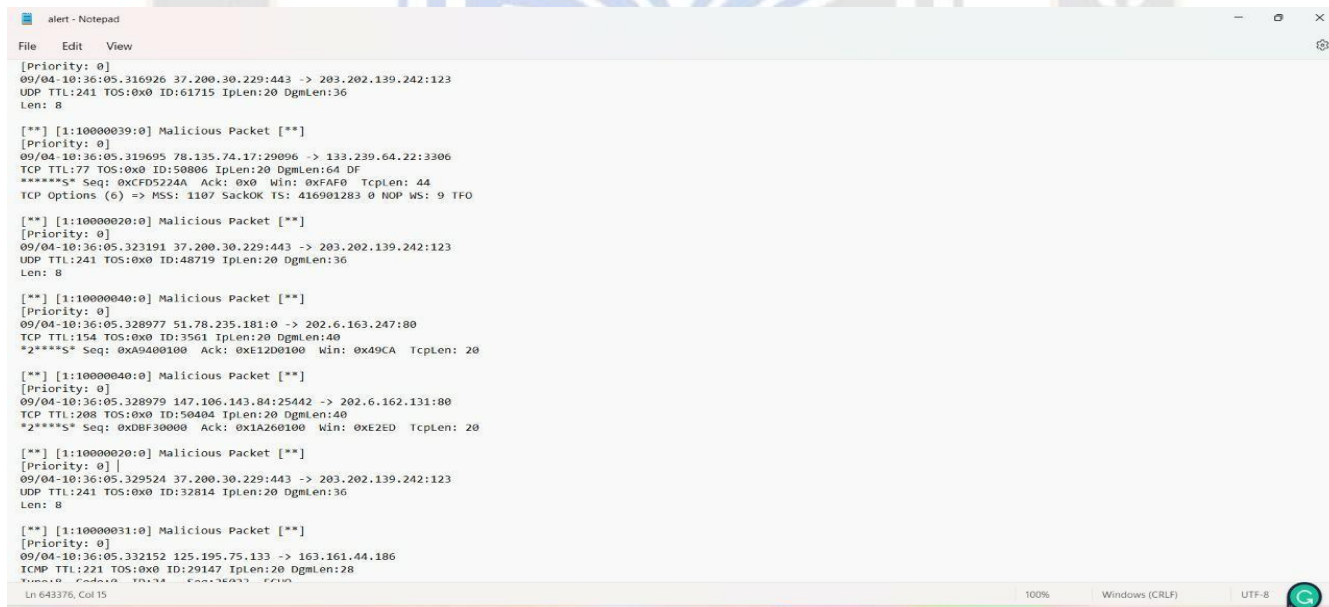 alert - Notepad
File Edit View
[Priority: 0]
09/04-10:36:05.316926 37.200.30.229:443 -> 203.202.139.242:123
UDP TTL:241 TOS:0x0 ID:61715 IpLen:20 DgmLen:36
Len: 8
[**] [1:10000039:0] Malicious Packet [**]
[Priority: 0]
09/04-10:36:05.319695 78.135.74.17:29096 -> 133.239.64.22:3306
TCP TTL:77 TOS:0x0 ID:50806 IpLen:20 DgmLen:64 DF
******S* Seq: 0xCFD5224A Ack: 0x0 Win: 0xFAF0 TcpLen: 44
TCP Options (6) => MSS: 1107 SackOK TS: 416901283 0 NOP WS: 9 TFO
[**] [1:10000020:0] Malicious Packet [**]
[Priority: 0]
09/04-10:36:05.323191 37.200.30.229:443 -> 203.202.139.242:123
UDP TTL:241 TOS:0x0 ID:48719 IpLen:20 DgmLen:36
Len: 8
[**] [1:10000040:0] Malicious Packet [**]
[Priority: 0]
09/04-10:36:05.328977 51.78.235.181:0 -> 202.6.163.247:80
TCP TTL:154 TOS:0x0 ID:3561 IpLen:20 DgmLen:40
*2****S* Seq: 0xA9400100 Ack: 0xE12D0100 Win: 0x49CA TcpLen: 20
[**] [1:10000040:0] Malicious Packet [**]
[Priority: 0]
09/04-10:36:05.328979 147.106.143.84:25442 -> 202.6.162.131:80
TCP TTL:208 TOS:0x0 ID:50404 IpLen:20 DgmLen:40
*2****S* Seq: 0xDBF30000 Ack: 0x1A260100 Win: 0xE2ED TcpLen: 20
[**] [1:10000020:0] Malicious Packet [**]
[Priority: 0]
09/04-10:36:05.329524 37.200.30.229:443 -> 203.202.139.242:123
UDP TTL:241 TOS:0x0 ID:32814 IpLen:20 DgmLen:36
Len: 8
[**] [1:10000031:0] Malicious Packet [**]
[Priority: 0]
09/04-10:36:05.332152 125.195.75.133 -> 163.161.44.186
ICMP TTL:221 TOS:0x0 ID:29147 IpLen:20 DgmLen:28
Ln 643376, Col 15 100% Windows (CRLF) UTF-8